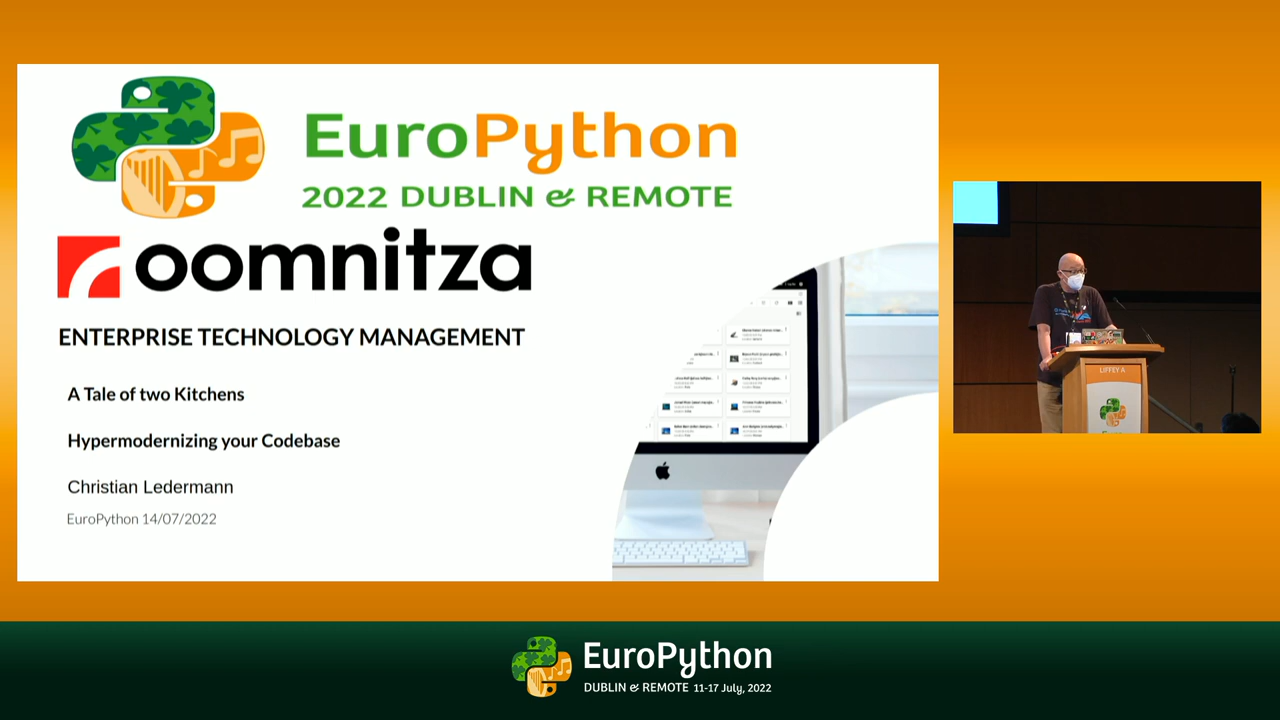 EuroPython
2022 DUBLIN & REMOTE
oomnitza
ENTERPRISE TECHNOLOGY MANAGEMENT
A Tale of two Kitchens
Hypermodernizing your Codebase
Christian Ledermann
EuroPython 14/07/2022
LIFFEY A
EuroPython
DUBLIN & REMOTE 11-17 July, 2022